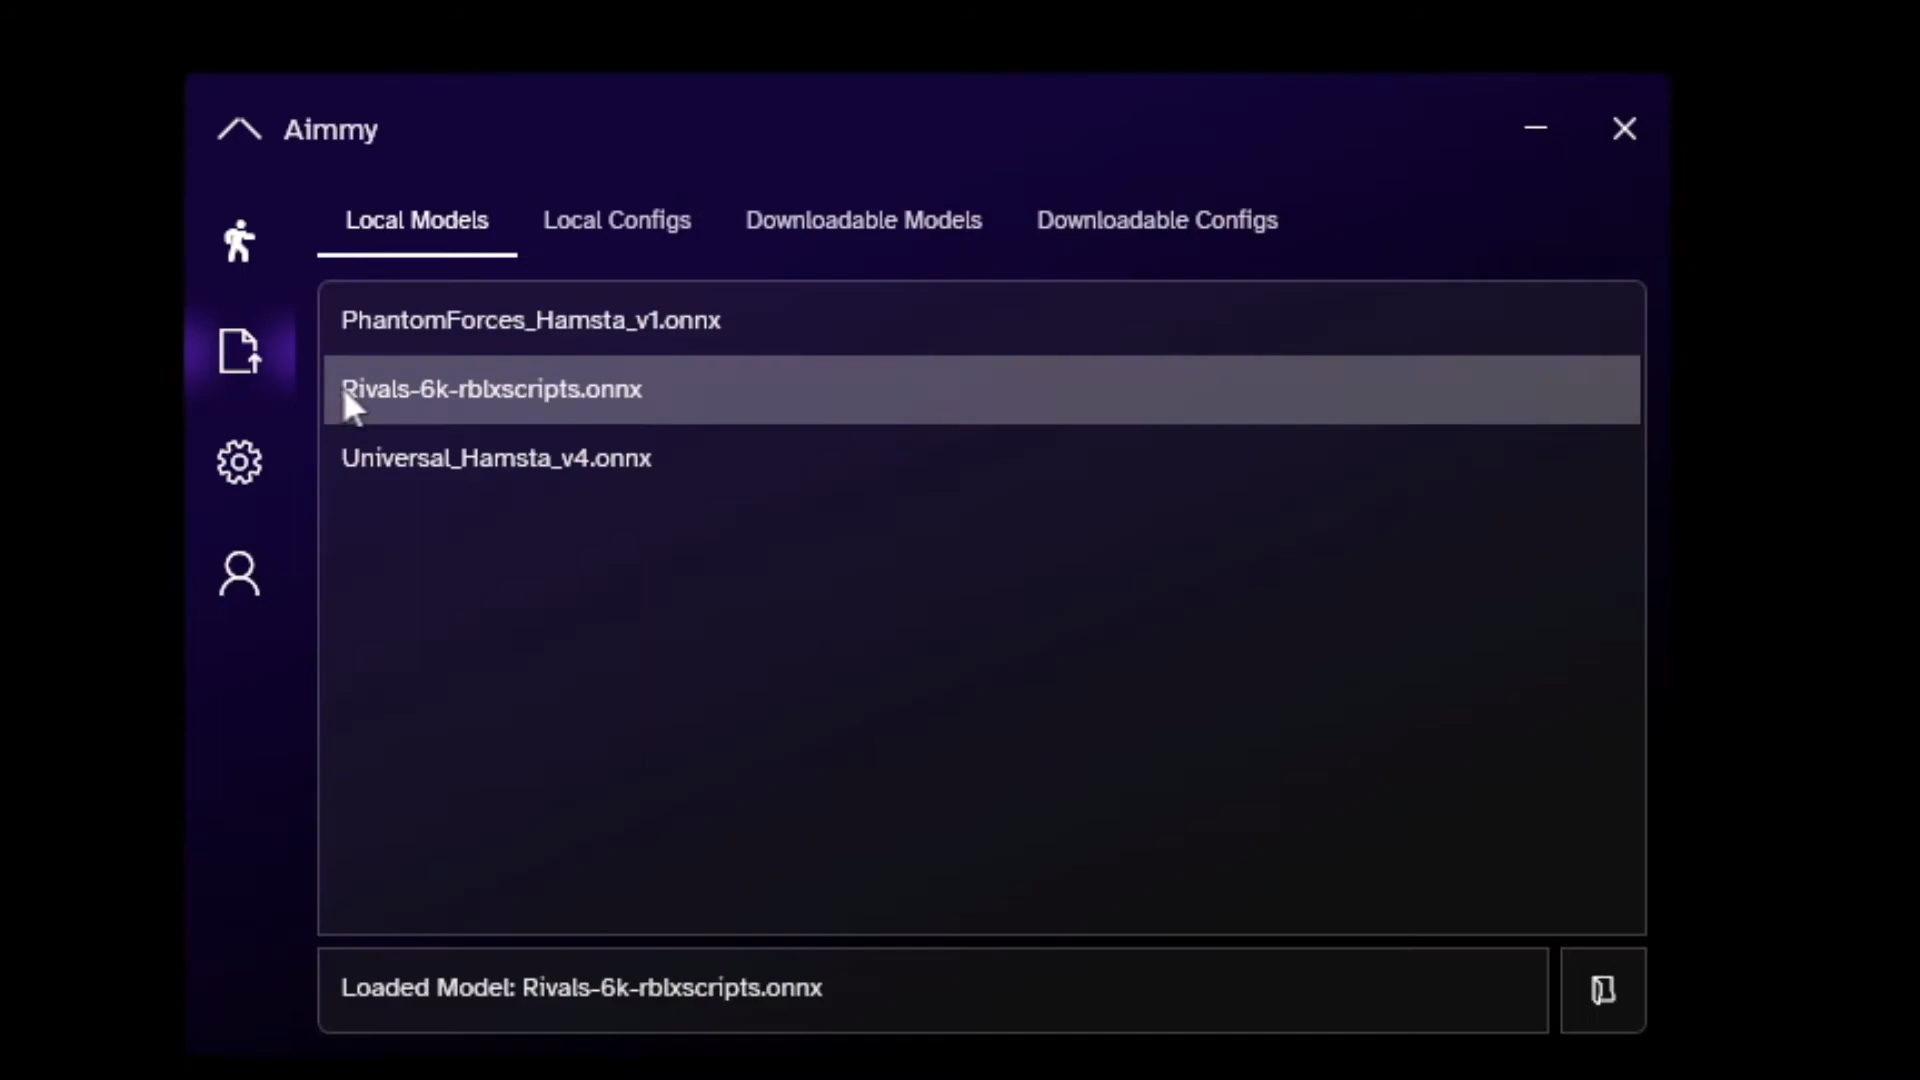 Aimmy
Local Models Local Configs Downloadable Models Downloadable Configs
PhantomForces_Hamsta_v1.onnx
Rivals-6k-rblxscripts.onnx
Universal_Hamsta_v4.onnx
Loaded Model: Rivals-6k-rblxscripts.onnx